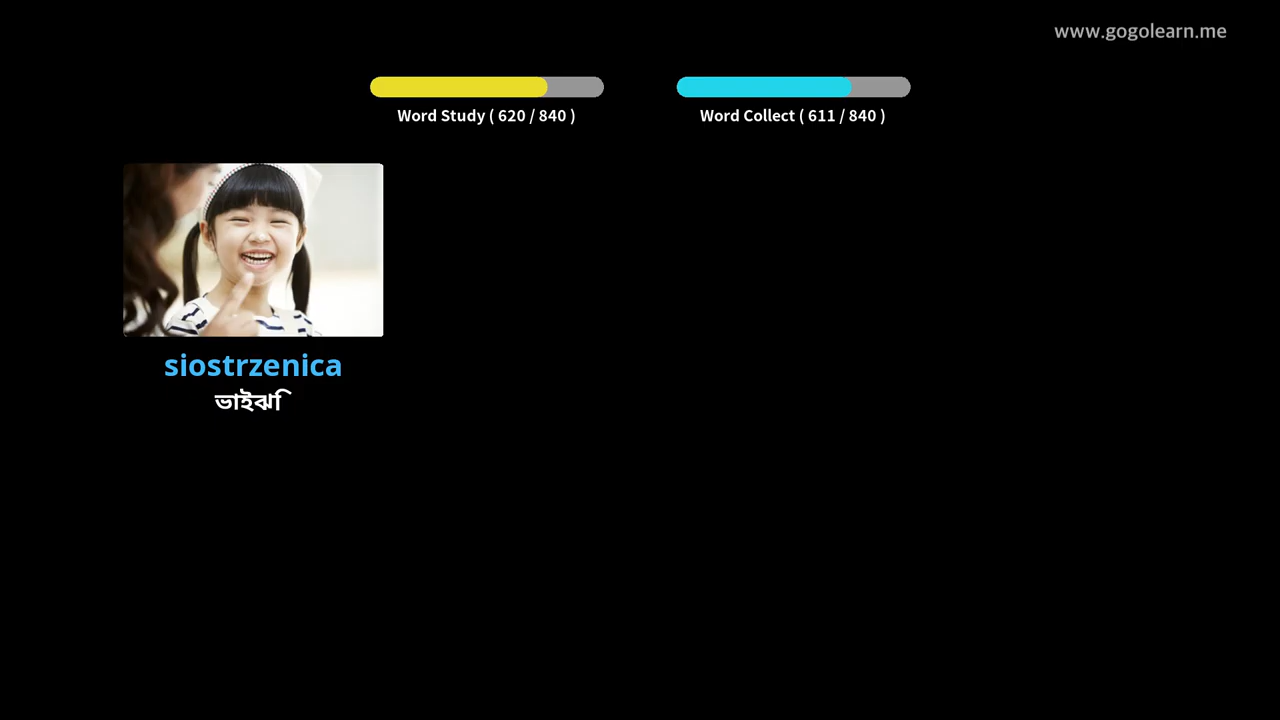 www.gogolearn.me
Word Study ( 620 / 840 )
Word Collect ( 611 / 840 )
siostrzenica
ভাইঝি